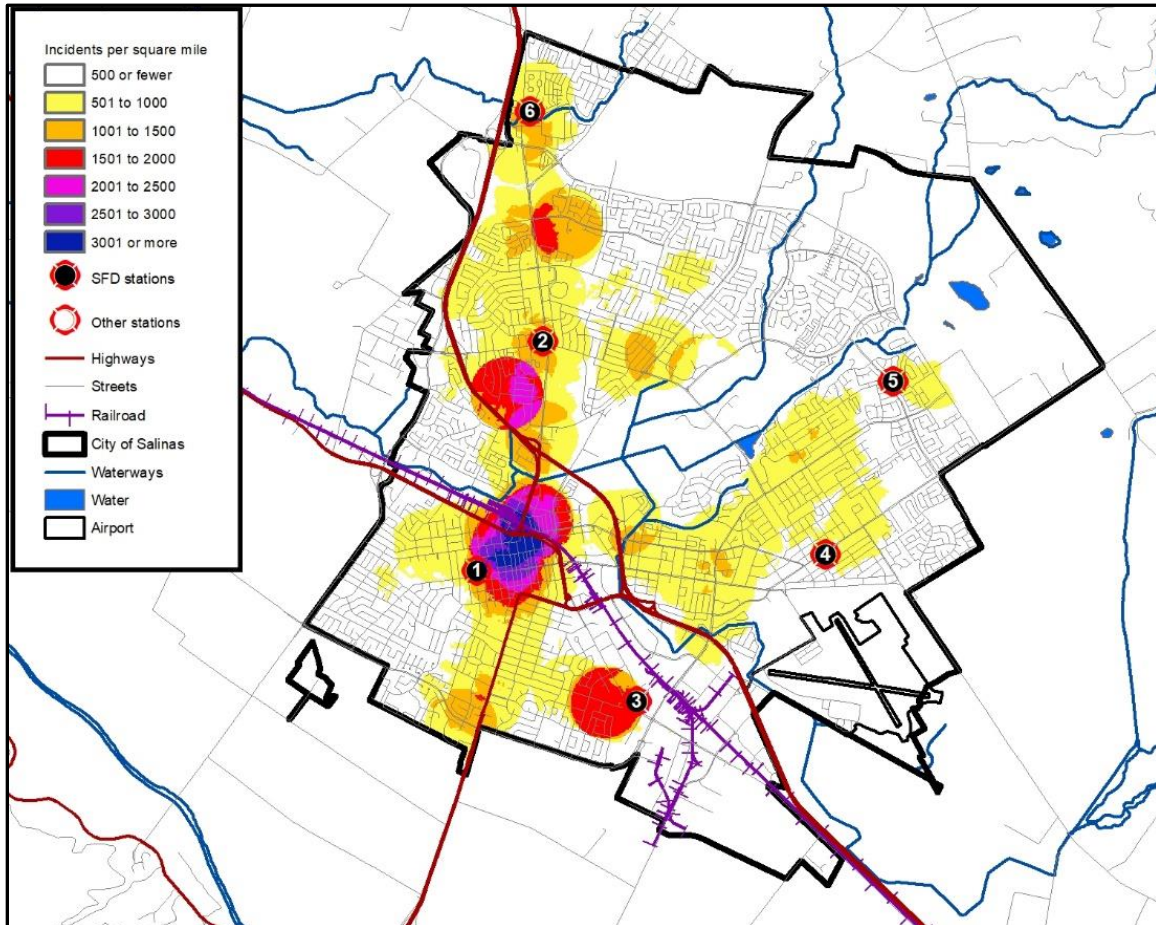 Incidents per square mile
500 or fewer
501 to 1000
1001 to 1500
1501 to 2000
2001 to 2500
2501 to 3000
3001 or more
SFD stations
Other stations
Highways
Streets
Railroad
City of Salinas
Waterways
Water
Airport
6
2
5
4
1
3